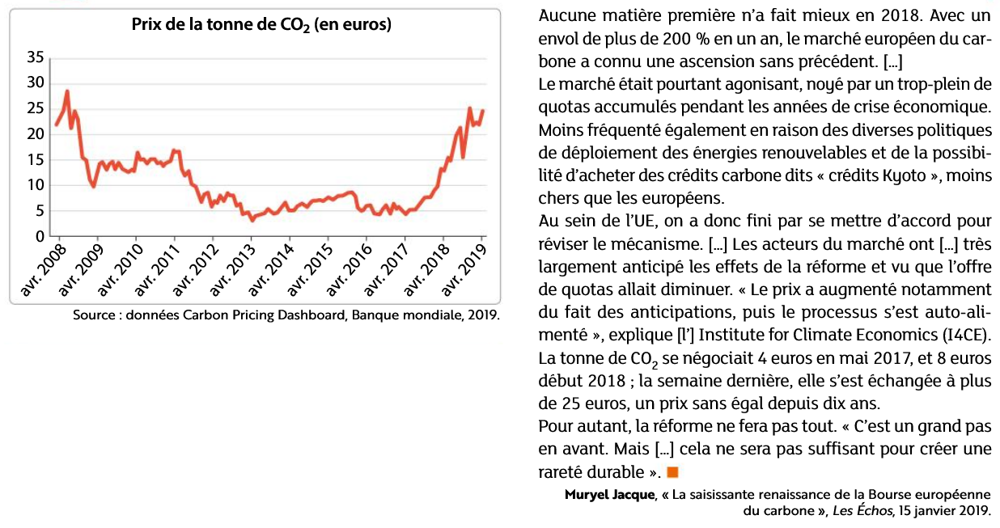 Prix de la tonne de CO₂ (en euros)
35
30
25
20
15
10
5
0
avr. 2008
avr. 2009
avr. 2010
avr. 2011
avr. 2012
avr. 2013
avr. 2014
avr. 2015
avr. 2016
avr. 2017
avr. 2018
avr. 2019
Source : données Carbon Pricing Dashboard, Banque mondiale, 2019.
Aucune matière première n’a fait mieux en 2018. Avec un
envol de plus de 200 % en un an, le marché européen du car-
bone a connu une ascension sans précédent. [...]
Le marché était pourtant agonisant, noyé par un trop-plein de
quotas accumulés pendant les années de crise économique.
Moins fréquenté également en raison des diverses politiques
de déploiement des énergies renouvelables et de la possibi-
lité d’acheter des crédits carbone dits « crédits Kyoto », moins
chers que les européens.
Au sein de l’UE, on a donc fini par se mettre d’accord pour
réviser le mécanisme. [...] Les acteurs du marché ont [...] très
largement anticipé les effets de la réforme et vu que l’offre
de quotas allait diminuer. « Le prix a augmenté notamment
du fait des anticipations, puis le processus s’est auto-ali-
menté », explique [l’] Institute for Climate Economics (I4CE).
La tonne de CO₂ se négociait 4 euros en mai 2017, et 8 euros
début 2018 ; la semaine dernière, elle s’est échangée à plus
de 25 euros, un prix sans égal depuis dix ans.
Pour autant, la réforme ne fera pas tout. « C’est un grand pas
en avant. Mais [...] cela ne sera pas suffisant pour créer une
rareté durable ».
Muryel Jacque, « La saisissante renaissance de la Bourse européenne
du carbone », Les Échos, 15 janvier 2019.